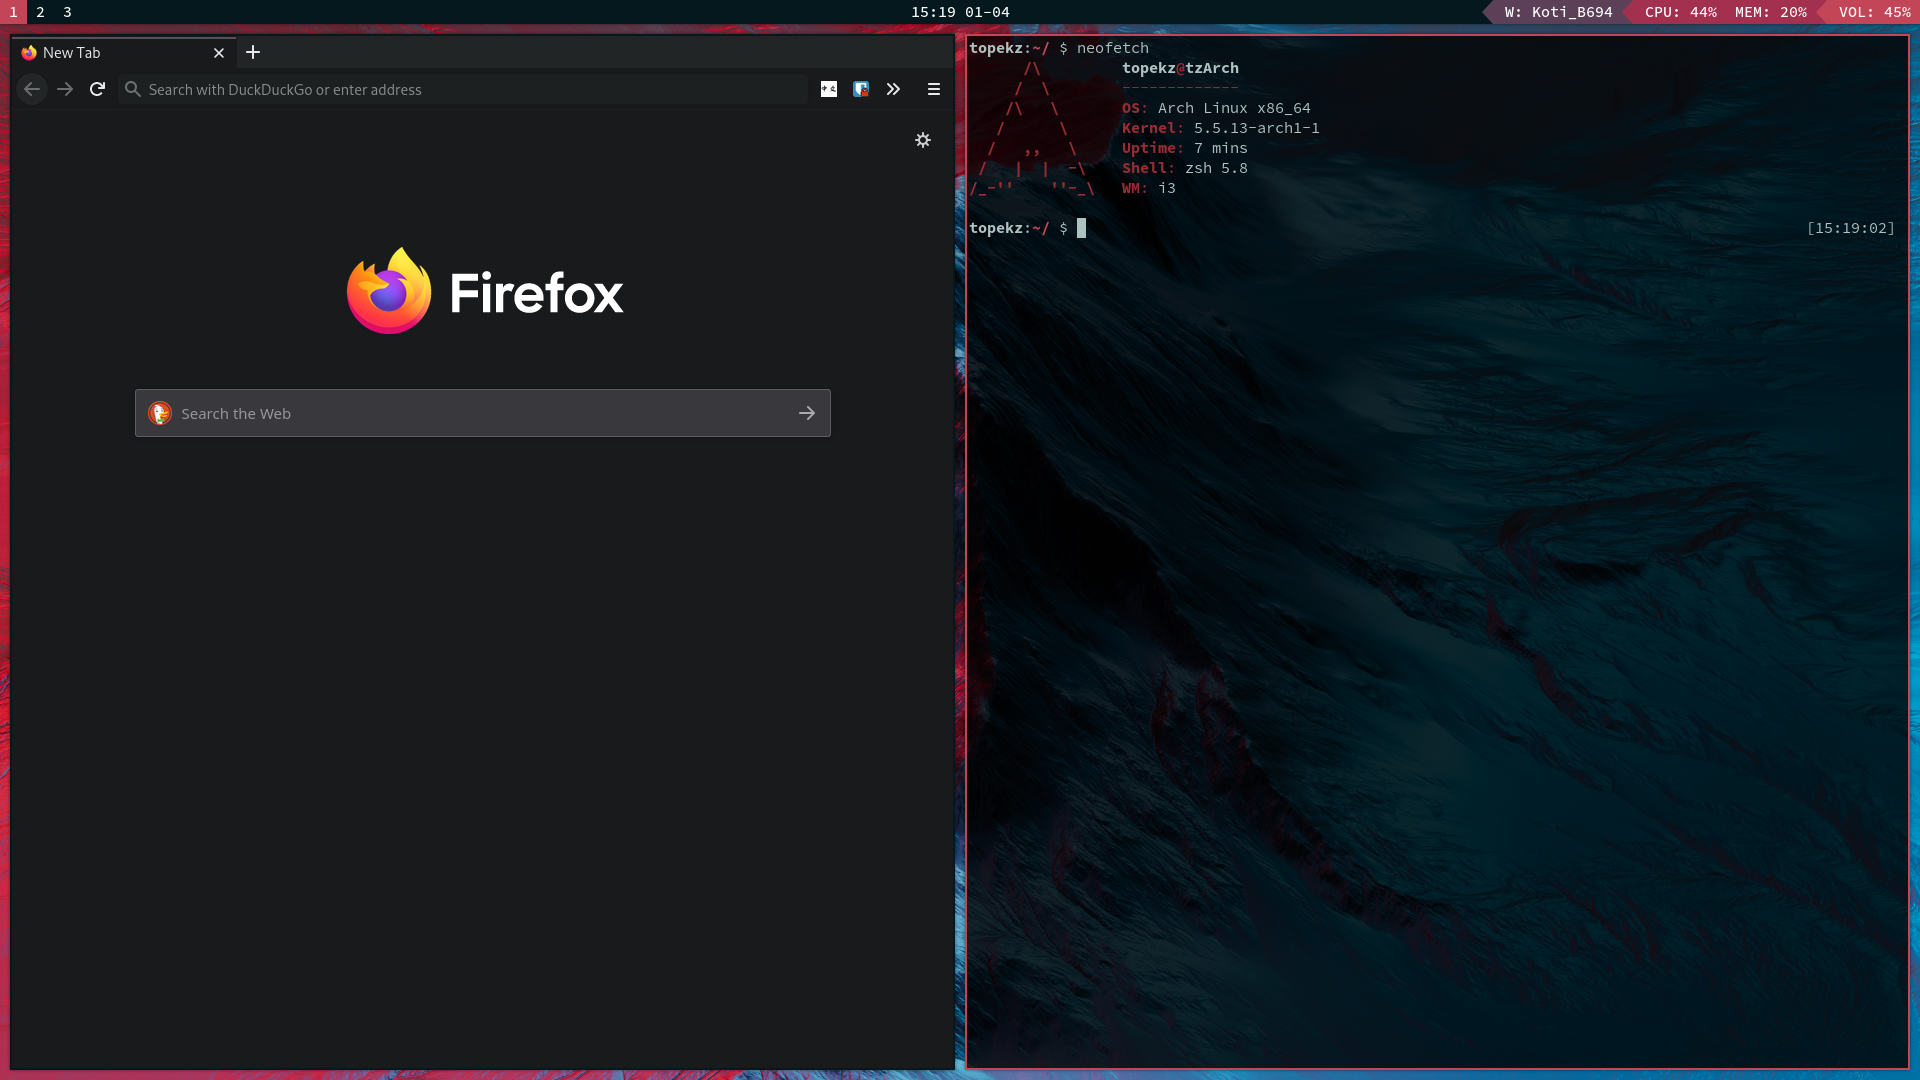 1 2 3
15:19 01-04
W: Koti_B694 CPU: 44% MEM: 20% VOL: 45%
New Tab
Search with DuckDuckGo or enter address
Firefox
Search the Web
topekz:~/ $ neofetch
topekz@tzArch
-------------
OS: Arch Linux x86_64
Kernel: 5.5.13-arch1-1
Uptime: 7 mins
Shell: zsh 5.8
WM: i3
topekz:~/ $ [15:19:02]